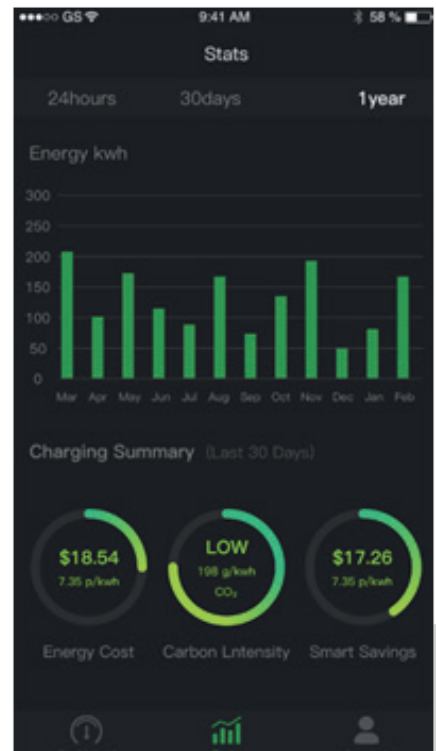 GS 9:41 AM 58 %
Stats
24hours 30days 1year
Energy kwh
300
250
200
150
100
50
0
Mar Apr May Jun Jul Aug Sep Oct Nov Dec Jan Feb
Charging Summary (Last 30 Days)
$18.54 LOW $17.26
7.35 p/kwh 198 g/kwh 7.35 p/kwh
CO₂
Energy Cost Carbon Lntensity Smart Savings